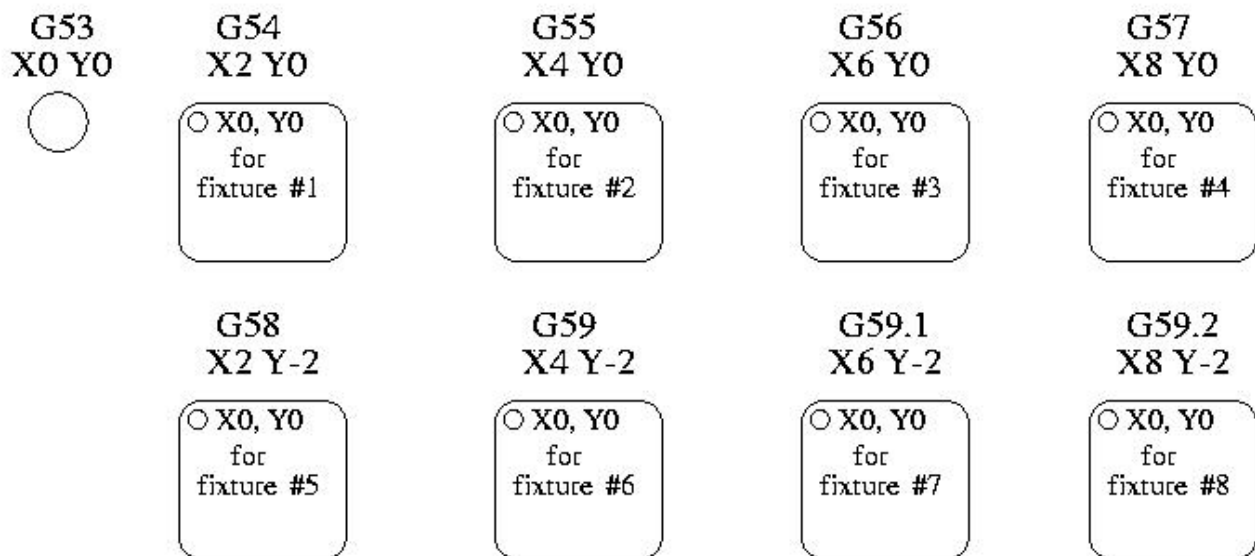 G53
X0 Y0
G54
X2 Y0
G55
X4 Y0
G56
X6 Y0
G57
X8 Y0
X0, Y0
for
fixture #1
X0, Y0
for
fixture #2
X0, Y0
for
fixture #3
X0, Y0
for
fixture #4
G58
X2 Y-2
G59
X4 Y-2
G59.1
X6 Y-2
G59.2
X8 Y-2
X0, Y0
for
fixture #5
X0, Y0
for
fixture #6
X0, Y0
for
fixture #7
X0, Y0
for
fixture #8